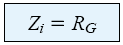 Z_i = R_G